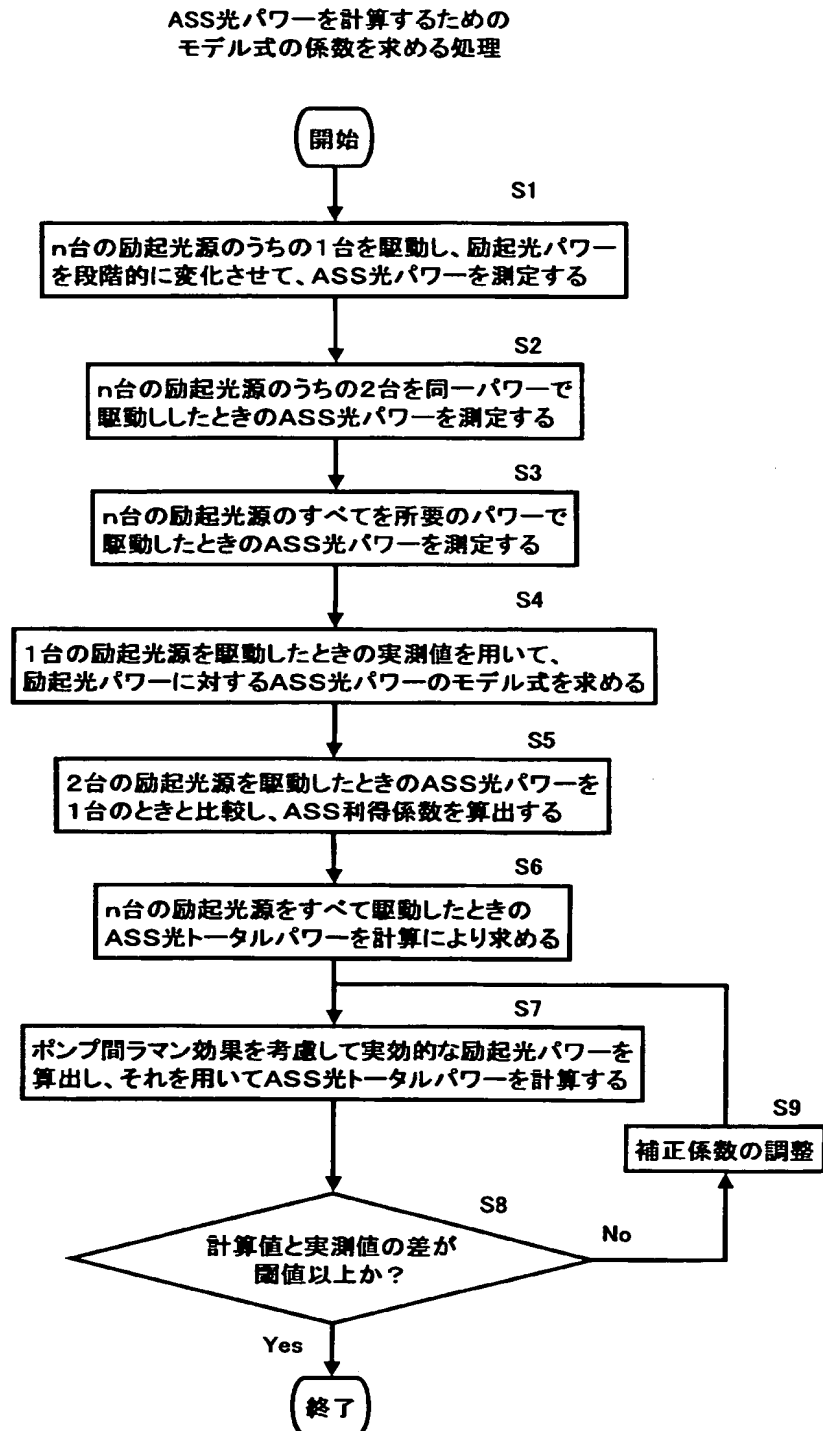 ASS光パワーを計算するための
モデル式の係数を求める処理
開始
S1
n台の励起光源のうちの1台を駆動し、励起光パワー
を段階的に変化させて、ASS光パワーを測定する
S2
n台の励起光源のうちの2台を同一パワーで
駆動ししたときのASS光パワーを測定する
S3
n台の励起光源のすべてを所要のパワーで
駆動したときのASS光パワーを測定する
S4
1台の励起光源を駆動したときの実測値を用いて、
励起光パワーに対するASS光パワーのモデル式を求める
S5
2台の励起光源を駆動したときのASS光パワーを
1台のときと比較し、ASS利得係数を算出する
S6
n台の励起光源をすべて駆動したときの
ASS光トータルパワーを計算により求める
S7
ポンプ間ラマン効果を考慮して実効的な励起光パワーを
算出し、それを用いてASS光トータルパワーを計算する
S9
補正係数の調整
S8
計算値と実測値の差が
閾値以上か?
No
Yes
終了